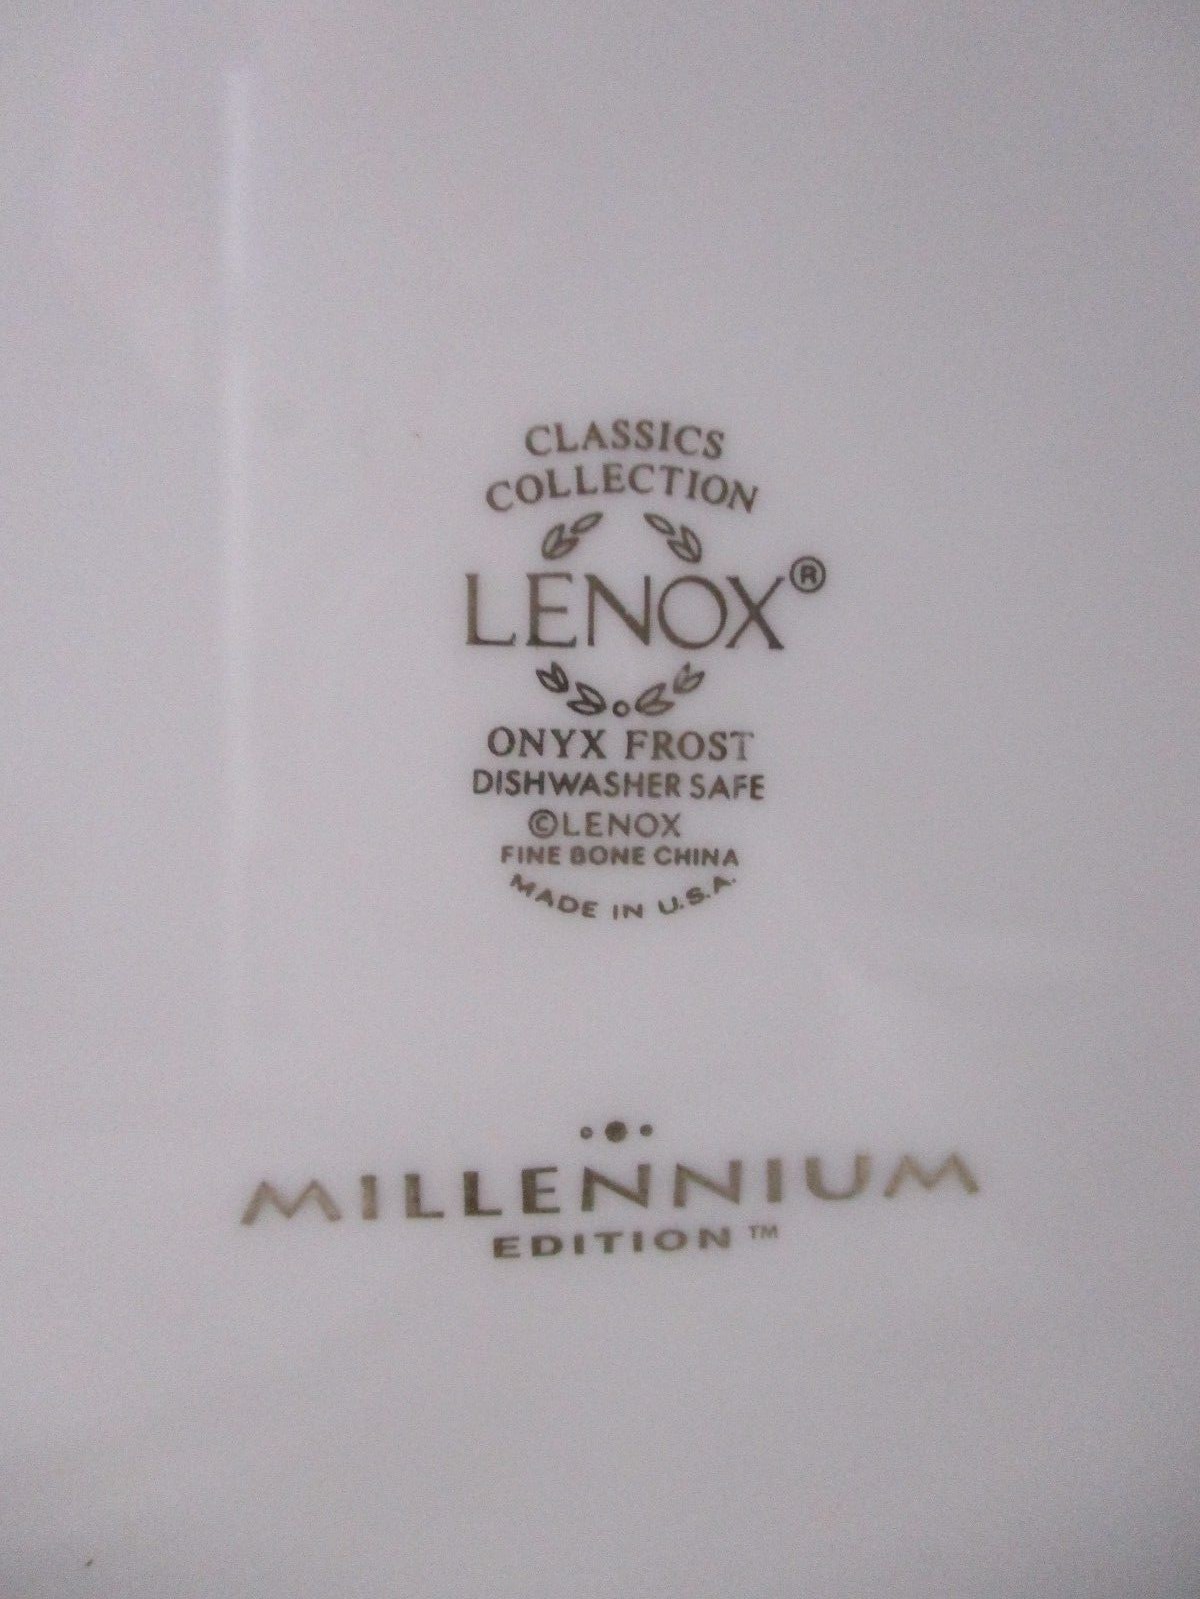 CLASSICS
COLLECTION
LENOX®
ONYX FROST
DISHWASHER SAFE
©LENOX
FINE BONE CHINA
MADE IN U.S.A.
MILLENNIUM
EDITION™